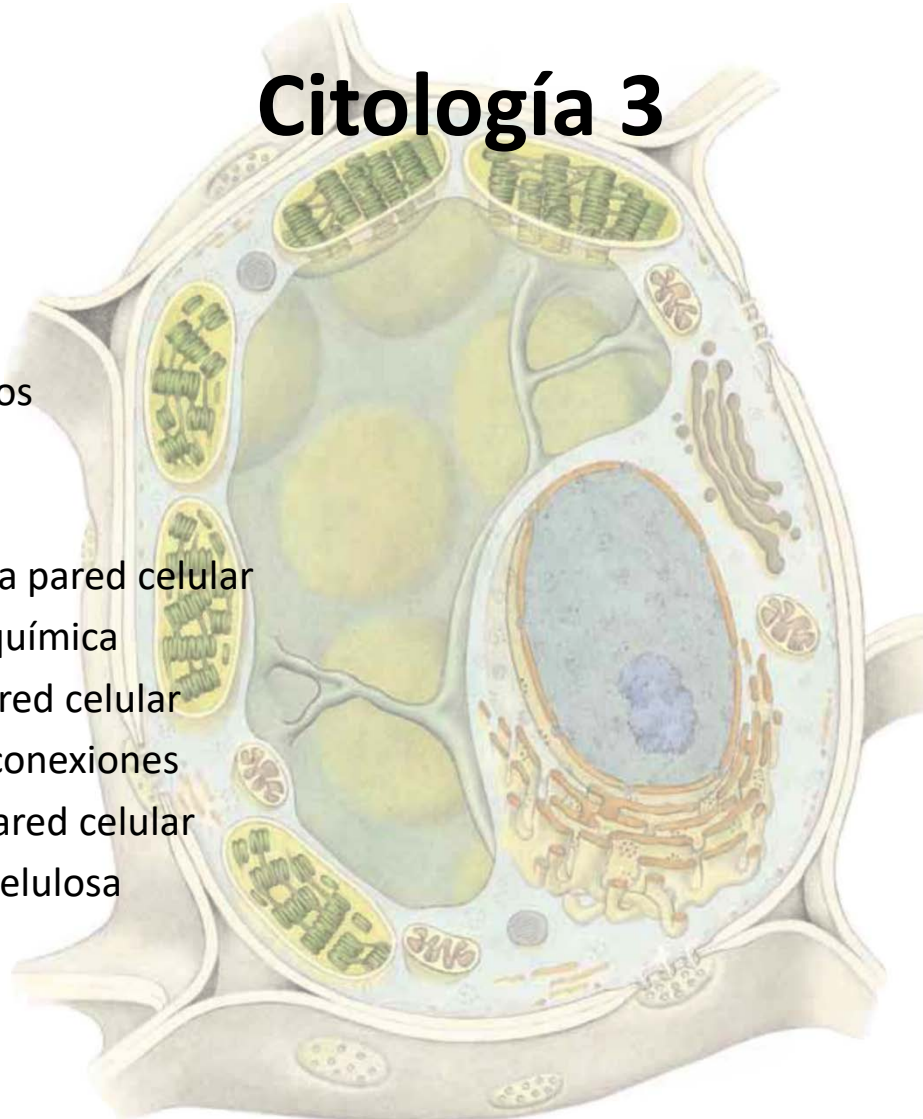 Citología 3
os
a pared celular
química
red celular
conexiones
ared celular
elulosa